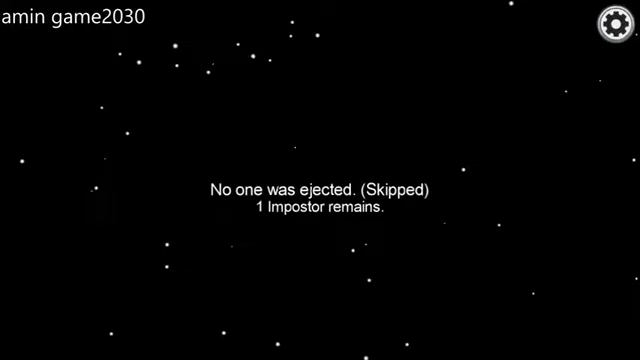 amin game2030
No one was ejected. (Skipped)
1 Impostor remains.